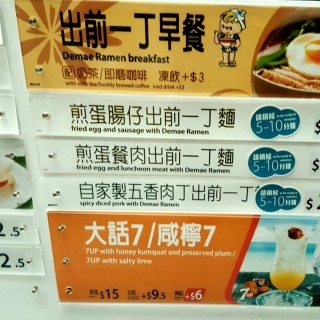 出前一丁早餐
Demae Ramen breakfast
配 奶茶/即磨咖啡 凍飲+$3
with milk tea/freshly brewed coffee iced drink +$3
煎蛋腸仔出前一丁麵
fried egg and sausage with Demae Ramen
請稍候
5-10分鐘
$
煎蛋餐肉出前一丁麵
fried egg and luncheon meat with Demae Ramen
請稍候
5-10分鐘
$
自家製五香肉丁出前一丁
spicy diced pork with Demae Ramen
請稍候
5-10分鐘
$
大話7/咸檸7
7UP with honey kumquat and preserved plum /
7UP with salty lime
2.5
2.5
$15
+$9.5
+$6
7